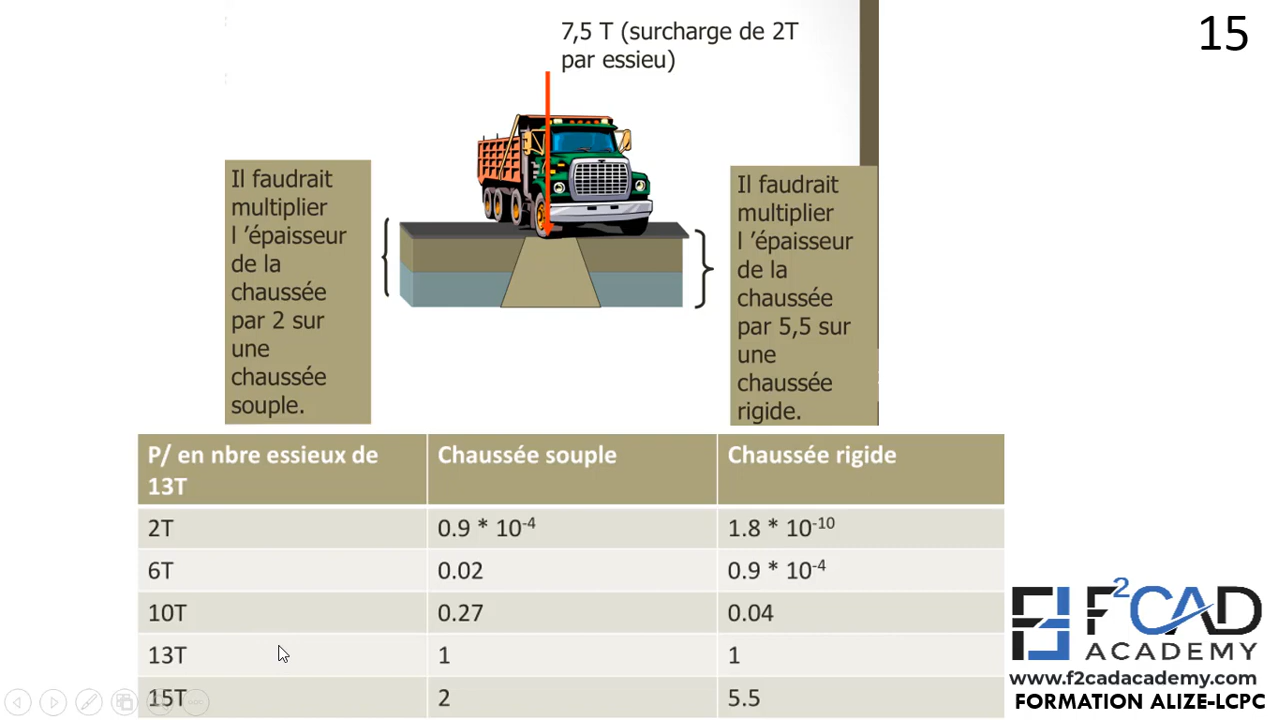 15
7,5 T (surcharge de 2T
par essieu)
Il faudrait
multiplier
l ’épaisseur
de la
chaussée
par 2 sur
une
chaussée
souple.
Il faudrait
multiplier
l ’épaisseur
de la
chaussée
par 5,5 sur
une
chaussée
rigide.
P/ en nbre essieux de
13T
Chaussée souple
Chaussée rigide
2T
0.9 * 10⁻⁴
1.8 * 10⁻¹⁰
6T
0.02
0.9 * 10⁻⁴
10T
0.27
0.04
13T
1
1
15T
2
5.5
F²CAD
ACADEMY
www.f2cadacademy.com
FORMATION ALIZE-LCPC